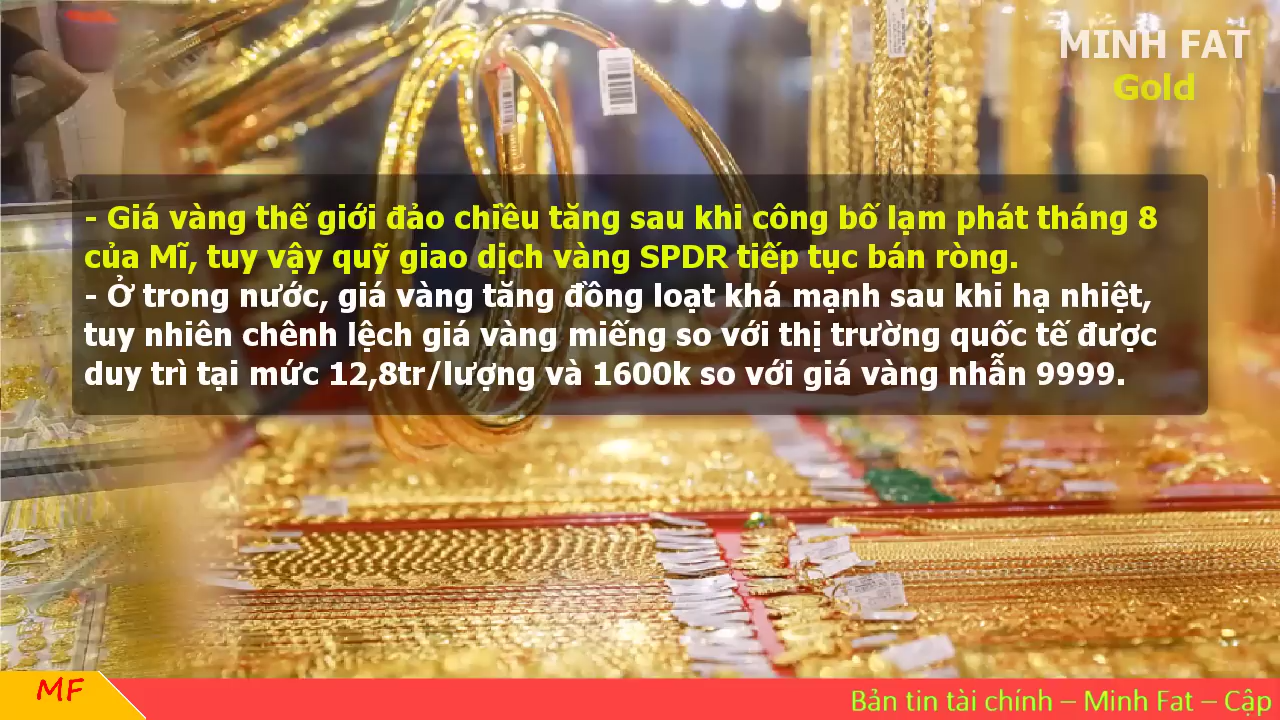 MINH FAT
Gold
- Giá vàng thế giới đảo chiều tăng sau khi công bố lạm phát tháng 8
của Mĩ, tuy vậy quỹ giao dịch vàng SPDR tiếp tục bán ròng.
- Ở trong nước, giá vàng tăng đồng loạt khá mạnh sau khi hạ nhiệt,
tuy nhiên chênh lệch giá vàng miếng so với thị trường quốc tế được
duy trì tại mức 12,8tr/lượng và 1600k so với giá vàng nhẫn 9999.
MF
Bản tin tài chính – Minh Fat – Cập